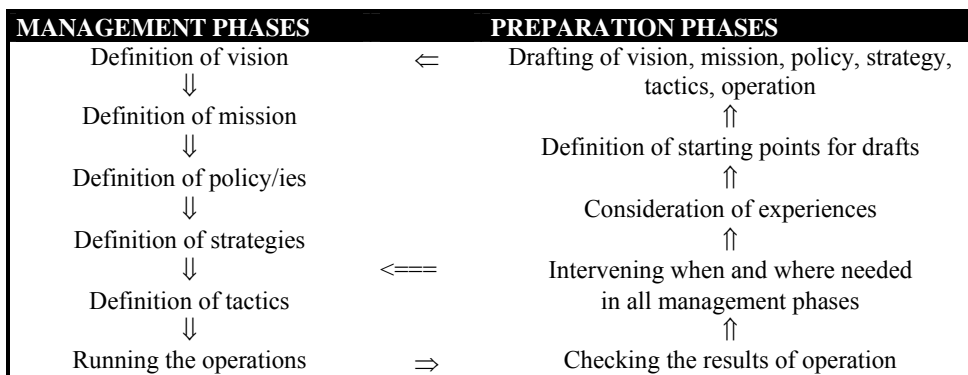 MANAGEMENT PHASES PREPARATION PHASES
Definition of vision ⇐ Drafting of vision, mission, policy, strategy,
⇓ tactics, operation
Definition of mission ⇑
⇓ Definition of starting points for drafts
Definition of policy/ies ⇑
⇓ Consideration of experiences
Definition of strategies ⇑
⇓ <=== Intervening when and where needed
Definition of tactics in all management phases
⇓ ⇑
Running the operations ⇒ Checking the results of operation